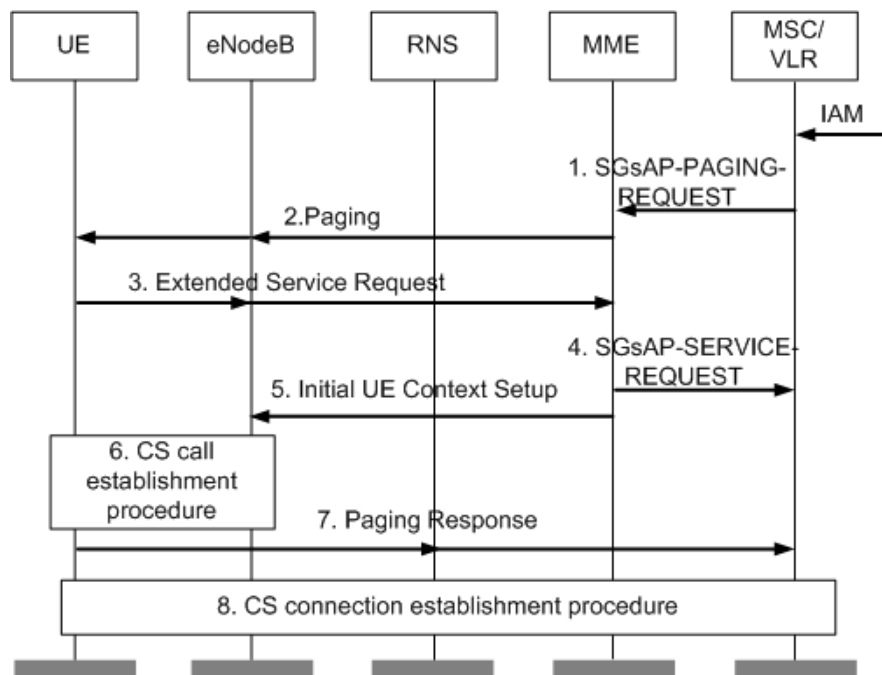 UE
eNodeB
RNS
MME
MSC/
VLR
IAM
1. SGsAP-PAGING-
REQUEST
2.Paging
3. Extended Service Request
4. SGsAP-SERVICE-
REQUEST
5. Initial UE Context Setup
6. CS call
establishment
procedure
7. Paging Response
8. CS connection establishment procedure